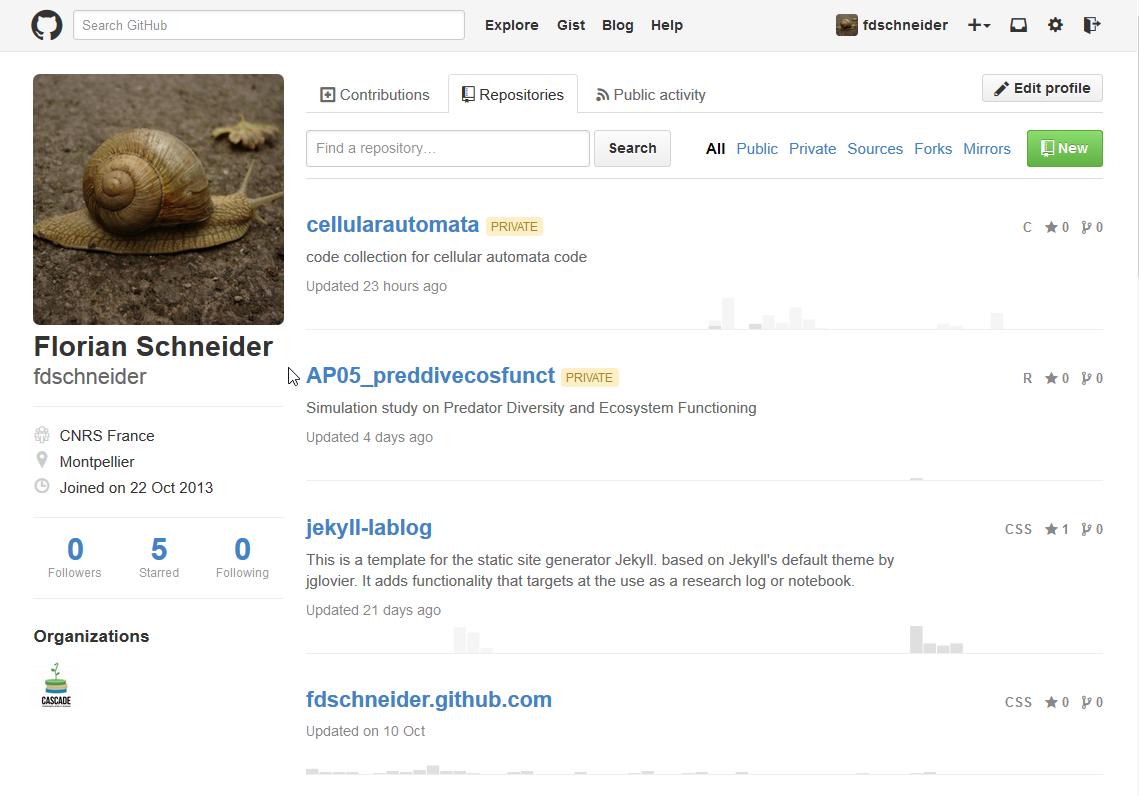 Search GitHub
Explore Gist Blog Help
fdschneider
Contributions Repositories Public activity
Edit profile
Find a repository... Search
All Public Private Sources Forks Mirrors
New
Florian Schneider
fdschneider
CNRS France
Montpellier
Joined on 22 Oct 2013
0 5 0
Followers Starred Following
Organizations
CASCADE
cellularautomata PRIVATE
C 0 0
code collection for cellular automata code
Updated 23 hours ago
AP05_preddivecosfunct PRIVATE
R 0 0
Simulation study on Predator Diversity and Ecosystem Functioning
Updated 4 days ago
jekyll-lablog
CSS 1 0
This is a template for the static site generator Jekyll. based on Jekyll's default theme by
jglovier. It adds functionality that targets at the use as a research log or notebook.
Updated 21 days ago
fdschneider.github.com
CSS 0 0
Updated on 10 Oct